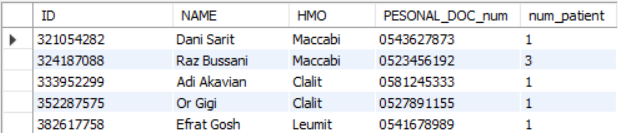 ID NAME HMO PESONAL_DOC_num num_patient
321054282 Dani Sarit Maccabi 0543627873 1
324187088 Raz Bussani Maccabi 0523456192 3
333952299 Adi Akavian Clalit 0581245333 1
352287575 Or Gigi Clalit 0527891155 1
382617758 Efrat Gosh Leumit 0541678989 1